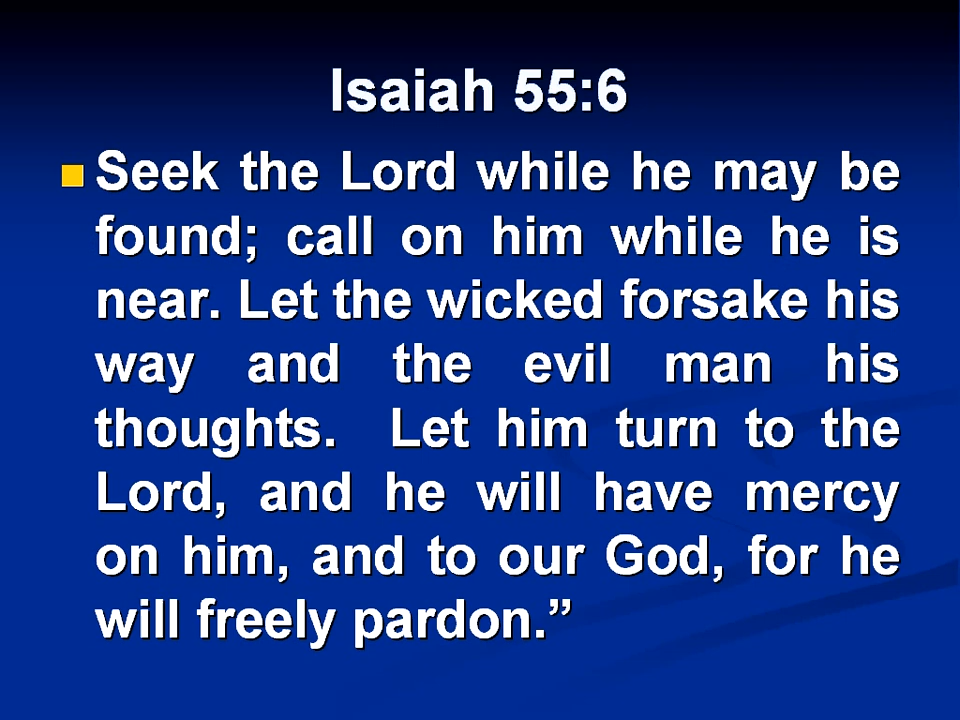 Isaiah 55:6
Seek the Lord while he may be
found; call on him while he is
near. Let the wicked forsake his
way and the evil man his
thoughts.  Let him turn to the
Lord, and he will have mercy
on him, and to our God, for he
will freely pardon.”